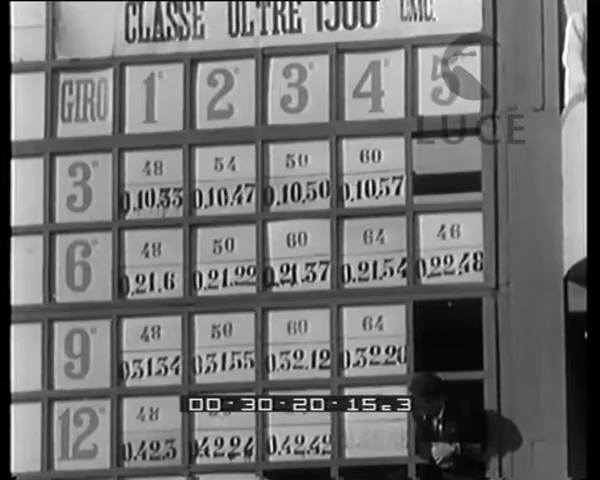 CLASSE OLTRE 1500 CMC.
GIRO 1° 2° 3° 4° 5°
LUCE
3° 48 54 50 60
0.10.33 0.10.47 0.10.50 0.10.57
6° 48 50 60 64 46
0.21.6 0.21.22 0.21.37 0.21.54 0.22.48
9° 48 50 60 64
0.31.34 0.31.55 0.32.12 0.32.20
00-30-20-15.3
12° 48
0.42.3 0.42.24 0.42.42